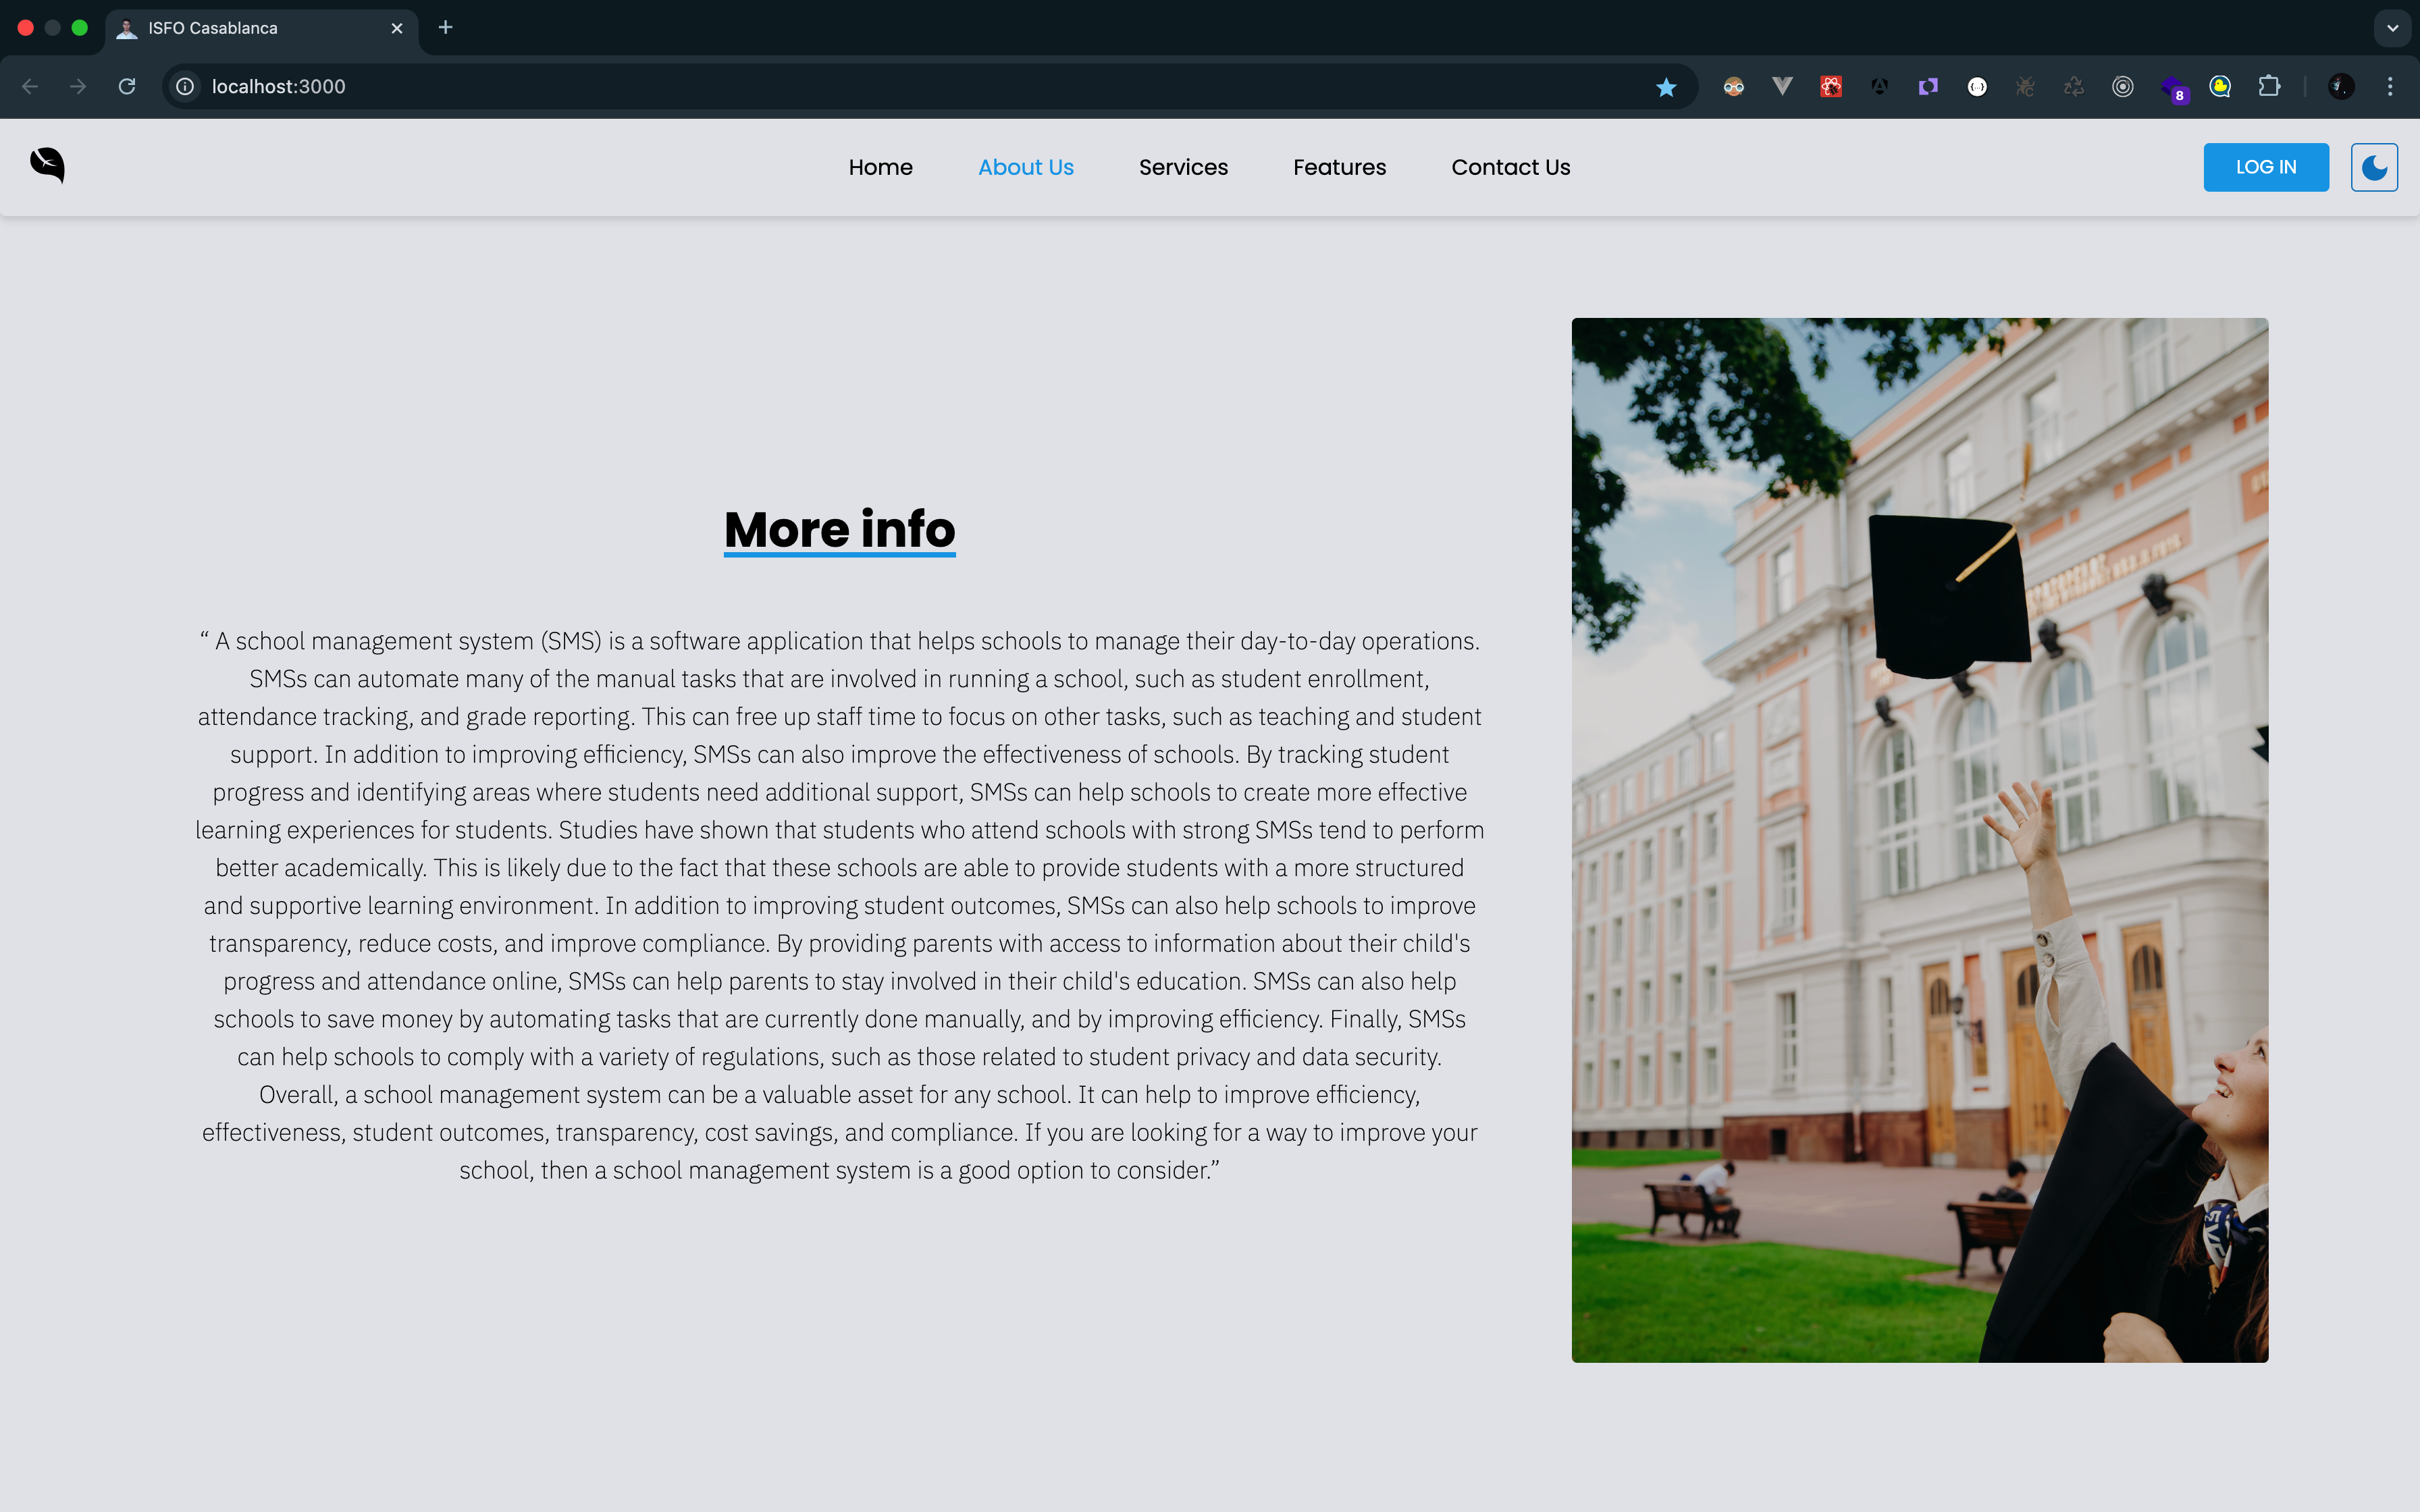 ISFO Casablanca
localhost:3000
8
Home About Us Services Features Contact Us LOG IN
More info
“ A school management system (SMS) is a software application that helps schools to manage their day-to-day operations.
SMSs can automate many of the manual tasks that are involved in running a school, such as student enrollment,
attendance tracking, and grade reporting. This can free up staff time to focus on other tasks, such as teaching and student
support. In addition to improving efficiency, SMSs can also improve the effectiveness of schools. By tracking student
progress and identifying areas where students need additional support, SMSs can help schools to create more effective
learning experiences for students. Studies have shown that students who attend schools with strong SMSs tend to perform
better academically. This is likely due to the fact that these schools are able to provide students with a more structured
and supportive learning environment. In addition to improving student outcomes, SMSs can also help schools to improve
transparency, reduce costs, and improve compliance. By providing parents with access to information about their child's
progress and attendance online, SMSs can help parents to stay involved in their child's education. SMSs can also help
schools to save money by automating tasks that are currently done manually, and by improving efficiency. Finally, SMSs
can help schools to comply with a variety of regulations, such as those related to student privacy and data security.
Overall, a school management system can be a valuable asset for any school. It can help to improve efficiency,
effectiveness, student outcomes, transparency, cost savings, and compliance. If you are looking for a way to improve your
school, then a school management system is a good option to consider.”